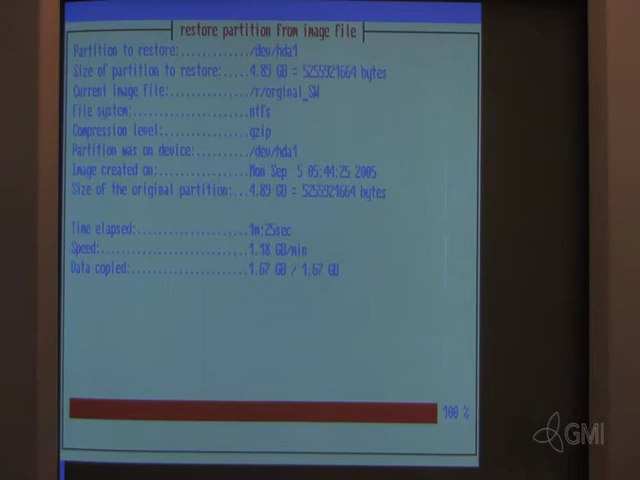 restore partition from image file
Partition to restore:............./dev/hda1
Size of partition to restore:.....4.89 GB = 5255921664 bytes
Current image file:.............../r/orginal_SW
File system:......................ntfs
Compression level:................gzip
Partition was on device:........../dev/hda1
Image created on:.................Mon Sep 5 05:44:25 2005
Size of the original partition:...4.89 GB = 5255921664 bytes
Time elapsed:.....................1m:25sec
Speed:............................1.18 GB/min
Data copied:......................1.67 GB / 1.67 GB
100 %
GMI